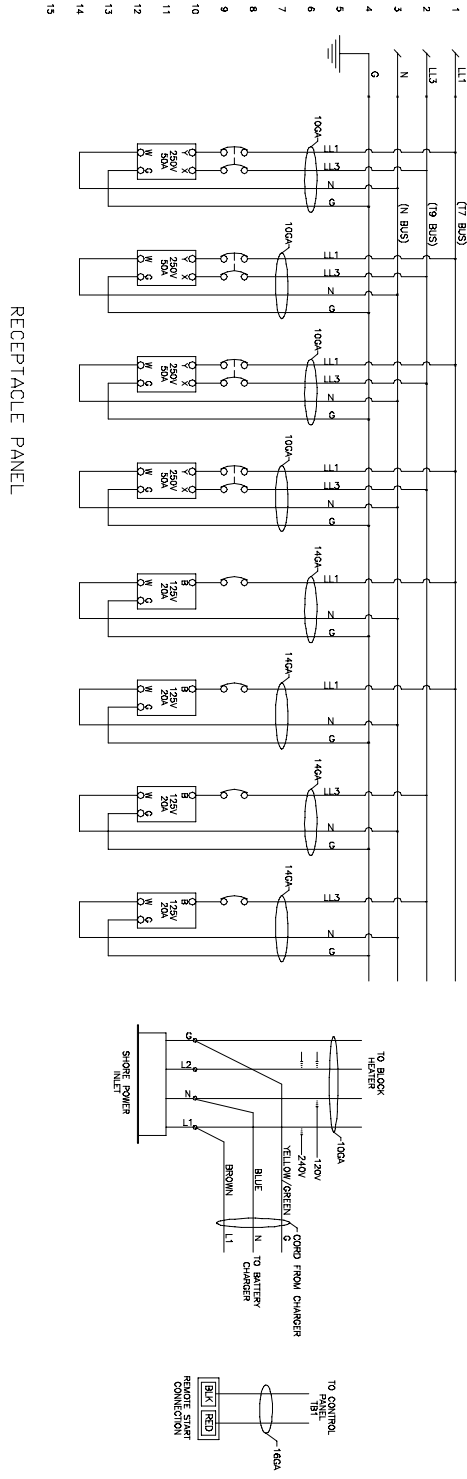 1
2
3
4
5
6
7
8
9
10
11
12
13
14
15
LL1
LL3
N
G
(T7 BUS)
(T9 BUS)
(N BUS)
10GA
LL1
LL3
N
G
Y X
250V
50A
W G
10GA
LL1
LL3
N
G
Y X
250V
50A
W G
10GA
LL1
LL3
N
G
Y X
250V
50A
W G
10GA
LL1
LL3
N
G
Y X
250V
50A
W G
14GA
LL1
N
G
B
125V
20A
W G
14GA
LL1
N
G
B
125V
20A
W G
14GA
LL3
N
G
B
125V
20A
W G
14GA
LL3
N
G
B
125V
20A
W G
RECEPTACLE PANEL
TO BLOCK
HEATER
10GA
120V
240V
G
L2
N
L1
SHORE POWER
INLET
YELLOW/GREEN
BLUE
BROWN
CORD FROM CHARGER
G
N
L1
TO BATTERY
CHARGER
TO CONTROL
PANEL
TB1
16GA
BLK
RED
REMOTE START
CONNECTION